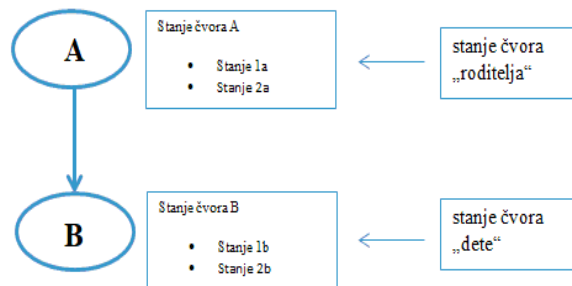 A
Stanje čvora A
• Stanje 1a
• Stanje 2a
stanje čvora
„roditelja“
B
Stanje čvora B
• Stanje 1b
• Stanje 2b
stanje čvora
„dete“